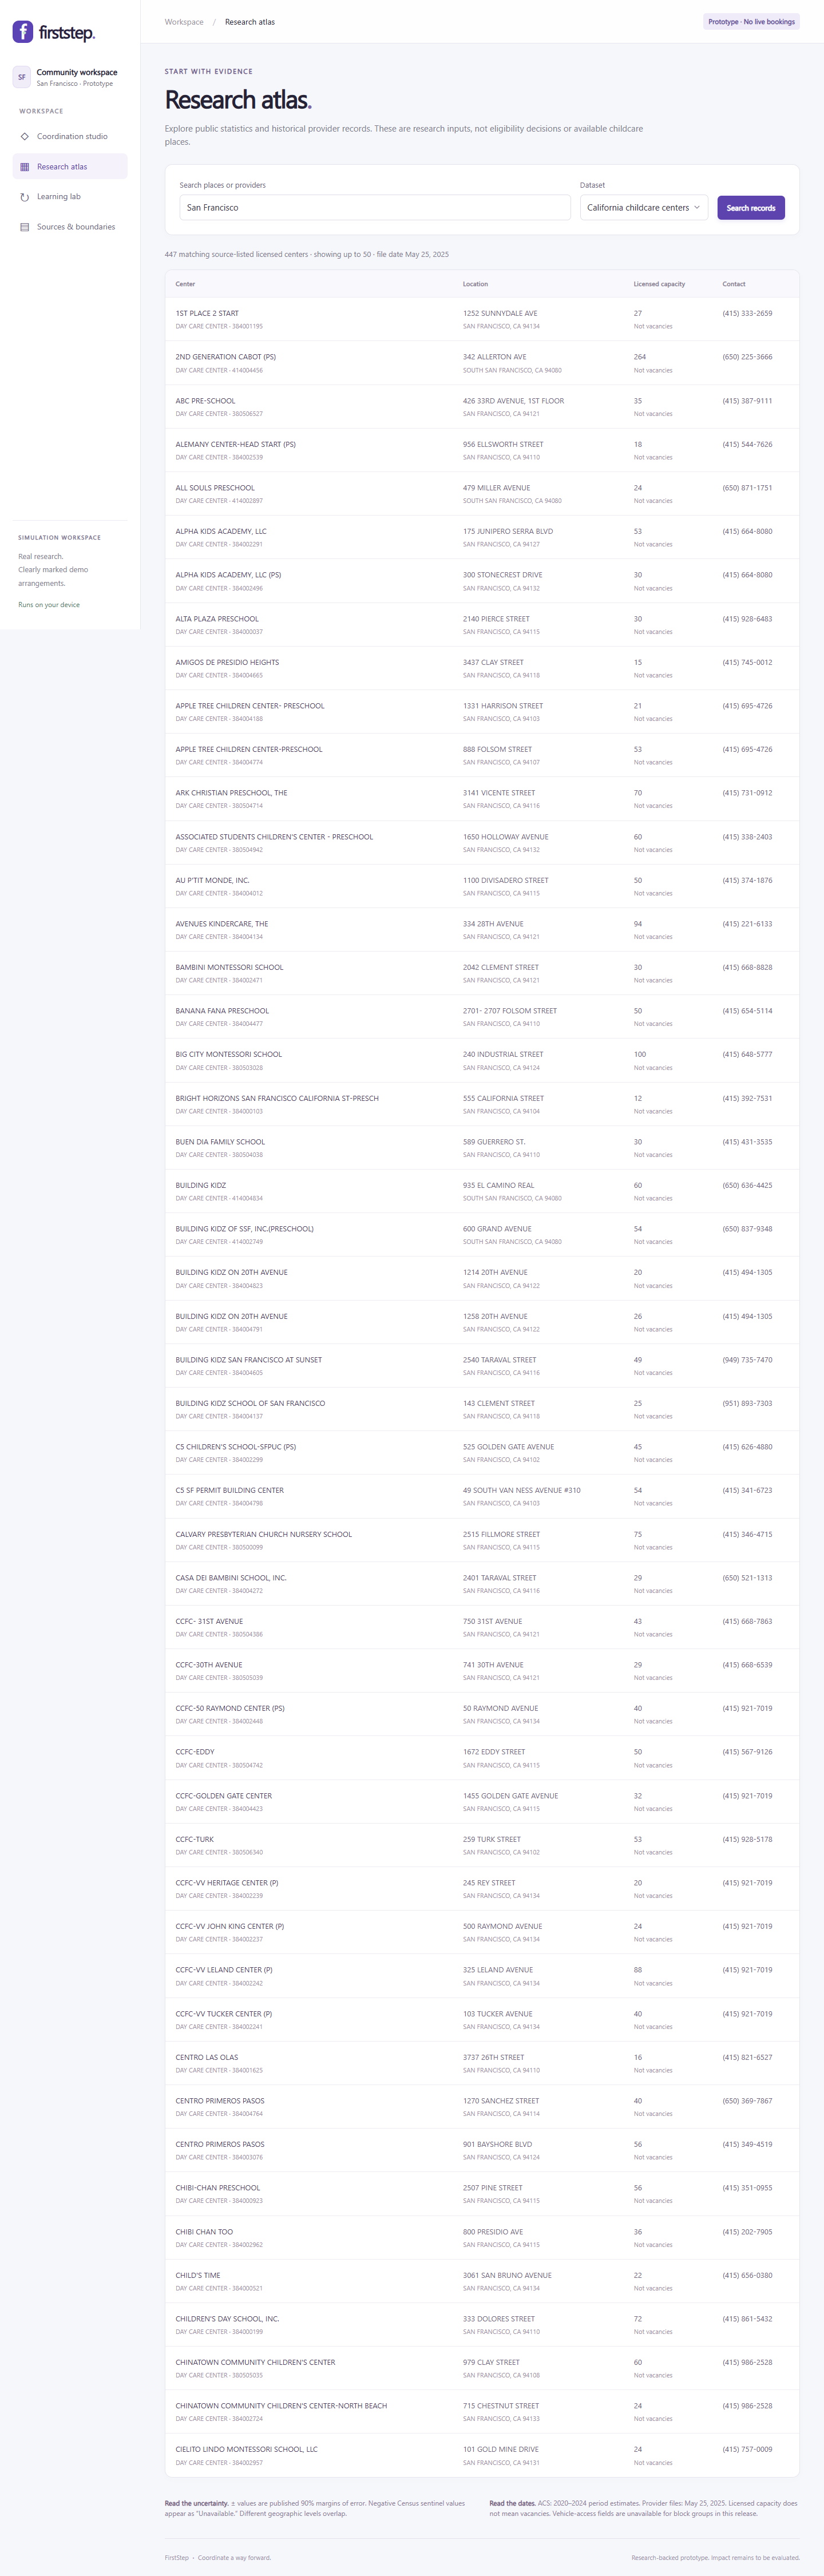 firststep.
SF
Community workspace
San Francisco · Prototype
WORKSPACE
Coordination studio
Research atlas
Learning lab
Sources & boundaries
SIMULATION WORKSPACE
Real research.
Clearly marked demo
arrangements.
Runs on your device
Workspace / Research atlas
Prototype · No live bookings
START WITH EVIDENCE
Research atlas.
Explore public statistics and historical provider records. These are research inputs, not eligibility decisions or available childcare
places.
Search places or providers
Dataset
San Francisco
California childcare centers
Search records
447 matching source-listed licensed centers · showing up to 50 · file date May 25, 2025
Center Location Licensed capacity Contact
1ST PLACE 2 START 1252 SUNNYDALE AVE 27 (415) 333-2659
DAY CARE CENTER · 384001195 SAN FRANCISCO, CA 94134 Not vacancies
2ND GENERATION CABOT (PS) 342 ALLERTON AVE 264 (650) 225-3666
DAY CARE CENTER · 414004456 SOUTH SAN FRANCISCO, CA 94080 Not vacancies
ABC PRE-SCHOOL 426 33RD AVENUE, 1ST FLOOR 35 (415) 387-9111
DAY CARE CENTER · 380506527 SAN FRANCISCO, CA 94121 Not vacancies
ALEMANY CENTER-HEAD START (PS) 956 ELLSWORTH STREET 18 (415) 544-7626
DAY CARE CENTER · 384002539 SAN FRANCISCO, CA 94110 Not vacancies
ALL SOULS PRESCHOOL 479 MILLER AVENUE 24 (650) 871-1751
DAY CARE CENTER · 414002897 SOUTH SAN FRANCISCO, CA 94080 Not vacancies
ALPHA KIDS ACADEMY, LLC 175 JUNIPERO SERRA BLVD 53 (415) 664-8080
DAY CARE CENTER · 384002291 SAN FRANCISCO, CA 94127 Not vacancies
ALPHA KIDS ACADEMY, LLC (PS) 300 STONECREST DRIVE 30 (415) 664-8080
DAY CARE CENTER · 384002496 SAN FRANCISCO, CA 94132 Not vacancies
ALTA PLAZA PRESCHOOL 2140 PIERCE STREET 30 (415) 928-6483
DAY CARE CENTER · 384000037 SAN FRANCISCO, CA 94115 Not vacancies
AMIGOS DE PRESIDIO HEIGHTS 3437 CLAY STREET 15 (415) 745-0012
DAY CARE CENTER · 384004665 SAN FRANCISCO, CA 94118 Not vacancies
APPLE TREE CHILDREN CENTER- PRESCHOOL 1331 HARRISON STREET 21 (415) 695-4726
DAY CARE CENTER · 384004188 SAN FRANCISCO, CA 94103 Not vacancies
APPLE TREE CHILDREN CENTER-PRESCHOOL 888 FOLSOM STREET 53 (415) 695-4726
DAY CARE CENTER · 384004774 SAN FRANCISCO, CA 94107 Not vacancies
ARK CHRISTIAN PRESCHOOL, THE 3141 VICENTE STREET 70 (415) 731-0912
DAY CARE CENTER · 380504714 SAN FRANCISCO, CA 94116 Not vacancies
ASSOCIATED STUDENTS CHILDREN'S CENTER - PRESCHOOL 1650 HOLLOWAY AVENUE 60 (415) 338-2403
DAY CARE CENTER · 380504942 SAN FRANCISCO, CA 94132 Not vacancies
AU P'TIT MONDE, INC. 1100 DIVISADERO STREET 50 (415) 374-1876
DAY CARE CENTER · 384004012 SAN FRANCISCO, CA 94115 Not vacancies
AVENUES KINDERCARE, THE 334 28TH AVENUE 94 (415) 221-6133
DAY CARE CENTER · 384004134 SAN FRANCISCO, CA 94121 Not vacancies
BAMBINI MONTESSORI SCHOOL 2042 CLEMENT STREET 30 (415) 668-8828
DAY CARE CENTER · 384002471 SAN FRANCISCO, CA 94121 Not vacancies
BANANA FANA PRESCHOOL 2701- 2707 FOLSOM STREET 50 (415) 654-5114
DAY CARE CENTER · 384004477 SAN FRANCISCO, CA 94110 Not vacancies
BIG CITY MONTESSORI SCHOOL 240 INDUSTRIAL STREET 100 (415) 648-5777
DAY CARE CENTER · 380503028 SAN FRANCISCO, CA 94124 Not vacancies
BRIGHT HORIZONS SAN FRANCISCO CALIFORNIA ST-PRESCH 555 CALIFORNIA STREET 12 (415) 392-7531
DAY CARE CENTER · 384000103 SAN FRANCISCO, CA 94104 Not vacancies
BUEN DIA FAMILY SCHOOL 589 GUERRERO ST. 30 (415) 431-3535
DAY CARE CENTER · 380504038 SAN FRANCISCO, CA 94110 Not vacancies
BUILDING KIDZ 935 EL CAMINO REAL 60 (650) 636-4425
DAY CARE CENTER · 414004834 SOUTH SAN FRANCISCO, CA 94080 Not vacancies
BUILDING KIDZ OF SSF, INC.(PRESCHOOL) 600 GRAND AVENUE 54 (650) 837-9348
DAY CARE CENTER · 414002749 SOUTH SAN FRANCISCO, CA 94080 Not vacancies
BUILDING KIDZ ON 20TH AVENUE 1214 20TH AVENUE 20 (415) 494-1305
DAY CARE CENTER · 384004823 SAN FRANCISCO, CA 94122 Not vacancies
BUILDING KIDZ ON 20TH AVENUE 1258 20TH AVENUE 26 (415) 494-1305
DAY CARE CENTER · 384004791 SAN FRANCISCO, CA 94122 Not vacancies
BUILDING KIDZ SAN FRANCISCO AT SUNSET 2540 TARAVAL STREET 49 (949) 735-7470
DAY CARE CENTER · 384004605 SAN FRANCISCO, CA 94116 Not vacancies
BUILDING KIDZ SCHOOL OF SAN FRANCISCO 143 CLEMENT STREET 25 (951) 893-7303
DAY CARE CENTER · 384004137 SAN FRANCISCO, CA 94118 Not vacancies
C5 CHILDREN'S SCHOOL-SFPUC (PS) 525 GOLDEN GATE AVENUE 45 (415) 626-4880
DAY CARE CENTER · 384002299 SAN FRANCISCO, CA 94102 Not vacancies
C5 SF PERMIT BUILDING CENTER 49 SOUTH VAN NESS AVENUE #310 54 (415) 341-6723
DAY CARE CENTER · 384004798 SAN FRANCISCO, CA 94103 Not vacancies
CALVARY PRESBYTERIAN CHURCH NURSERY SCHOOL 2515 FILLMORE STREET 75 (415) 346-4715
DAY CARE CENTER · 380500099 SAN FRANCISCO, CA 94115 Not vacancies
CASA DEI BAMBINI SCHOOL, INC. 2401 TARAVAL STREET 29 (650) 521-1313
DAY CARE CENTER · 384004272 SAN FRANCISCO, CA 94116 Not vacancies
CCFC- 31ST AVENUE 750 31ST AVENUE 43 (415) 668-7863
DAY CARE CENTER · 380504386 SAN FRANCISCO, CA 94121 Not vacancies
CCFC-30TH AVENUE 741 30TH AVENUE 29 (415) 668-6539
DAY CARE CENTER · 380505039 SAN FRANCISCO, CA 94121 Not vacancies
CCFC-50 RAYMOND CENTER (PS) 50 RAYMOND AVENUE 40 (415) 921-7019
DAY CARE CENTER · 384002448 SAN FRANCISCO, CA 94134 Not vacancies
CCFC-EDDY 1672 EDDY STREET 50 (415) 567-9126
DAY CARE CENTER · 380504742 SAN FRANCISCO, CA 94115 Not vacancies
CCFC-GOLDEN GATE CENTER 1455 GOLDEN GATE AVENUE 32 (415) 921-7019
DAY CARE CENTER · 384004423 SAN FRANCISCO, CA 94115 Not vacancies
CCFC-TURK 259 TURK STREET 53 (415) 928-5178
DAY CARE CENTER · 380506340 SAN FRANCISCO, CA 94102 Not vacancies
CCFC-VV HERITAGE CENTER (P) 245 REY STREET 20 (415) 921-7019
DAY CARE CENTER · 384002239 SAN FRANCISCO, CA 94134 Not vacancies
CCFC-VV JOHN KING CENTER (P) 500 RAYMOND AVENUE 24 (415) 921-7019
DAY CARE CENTER · 384002237 SAN FRANCISCO, CA 94134 Not vacancies
CCFC-VV LELAND CENTER (P) 325 LELAND AVENUE 88 (415) 921-7019
DAY CARE CENTER · 384002242 SAN FRANCISCO, CA 94134 Not vacancies
CCFC-VV TUCKER CENTER (P) 103 TUCKER AVENUE 40 (415) 921-7019
DAY CARE CENTER · 384002241 SAN FRANCISCO, CA 94134 Not vacancies
CENTRO LAS OLAS 3737 26TH STREET 16 (415) 821-6527
DAY CARE CENTER · 384001625 SAN FRANCISCO, CA 94110 Not vacancies
CENTRO PRIMEROS PASOS 1270 SANCHEZ STREET 40 (650) 369-7867
DAY CARE CENTER · 384004764 SAN FRANCISCO, CA 94114 Not vacancies
CENTRO PRIMEROS PASOS 901 BAYSHORE BLVD 56 (415) 349-4519
DAY CARE CENTER · 384003076 SAN FRANCISCO, CA 94124 Not vacancies
CHIBI-CHAN PRESCHOOL 2507 PINE STREET 56 (415) 351-0955
DAY CARE CENTER · 384000923 SAN FRANCISCO, CA 94115 Not vacancies
CHIBI CHAN TOO 800 PRESIDIO AVE 36 (415) 202-7905
DAY CARE CENTER · 384002962 SAN FRANCISCO, CA 94115 Not vacancies
CHILD'S TIME 3061 SAN BRUNO AVENUE 22 (415) 656-0380
DAY CARE CENTER · 384000521 SAN FRANCISCO, CA 94134 Not vacancies
CHILDREN'S DAY SCHOOL, INC. 333 DOLORES STREET 72 (415) 861-5432
DAY CARE CENTER · 384000199 SAN FRANCISCO, CA 94110 Not vacancies
CHINATOWN COMMUNITY CHILDREN'S CENTER 979 CLAY STREET 60 (415) 986-2528
DAY CARE CENTER · 380505035 SAN FRANCISCO, CA 94108 Not vacancies
CHINATOWN COMMUNITY CHILDREN'S CENTER-NORTH BEACH 715 CHESTNUT STREET 24 (415) 986-2528
DAY CARE CENTER · 384002724 SAN FRANCISCO, CA 94133 Not vacancies
CIELITO LINDO MONTESSORI SCHOOL, LLC 101 GOLD MINE DRIVE 24 (415) 757-0009
DAY CARE CENTER · 384002957 SAN FRANCISCO, CA 94131 Not vacancies
Read the uncertainty. ± values are published 90% margins of error. Negative Census sentinel values
appear as "Unavailable." Different geographic levels overlap.
Read the dates. ACS: 2020–2024 period estimates. Provider files: May 25, 2025. Licensed capacity does
not mean vacancies. Vehicle-access fields are unavailable for block groups in this release.
FirstStep · Coordinate a way forward.
Research-backed prototype. Impact remains to be evaluated.